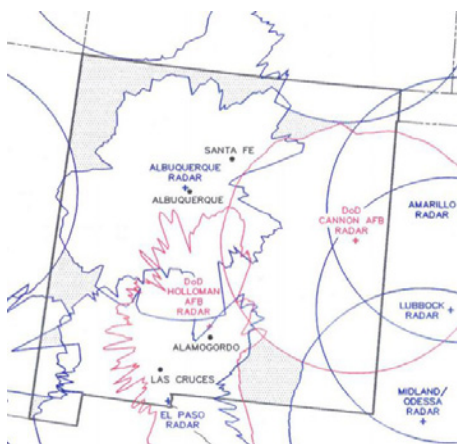 SANTA FE
ALBUQUERQUE
RADAR
ALBUQUERQUE
DoD
CANNON AFB
RADAR
AMARILLO
RADAR
DoD
HOLLOMAN
AFB
RADAR
LUBBOCK
RADAR
ALAMOGORDO
LAS CRUCES
EL PASO
RADAR
MIDLAND/
ODESSA
RADAR